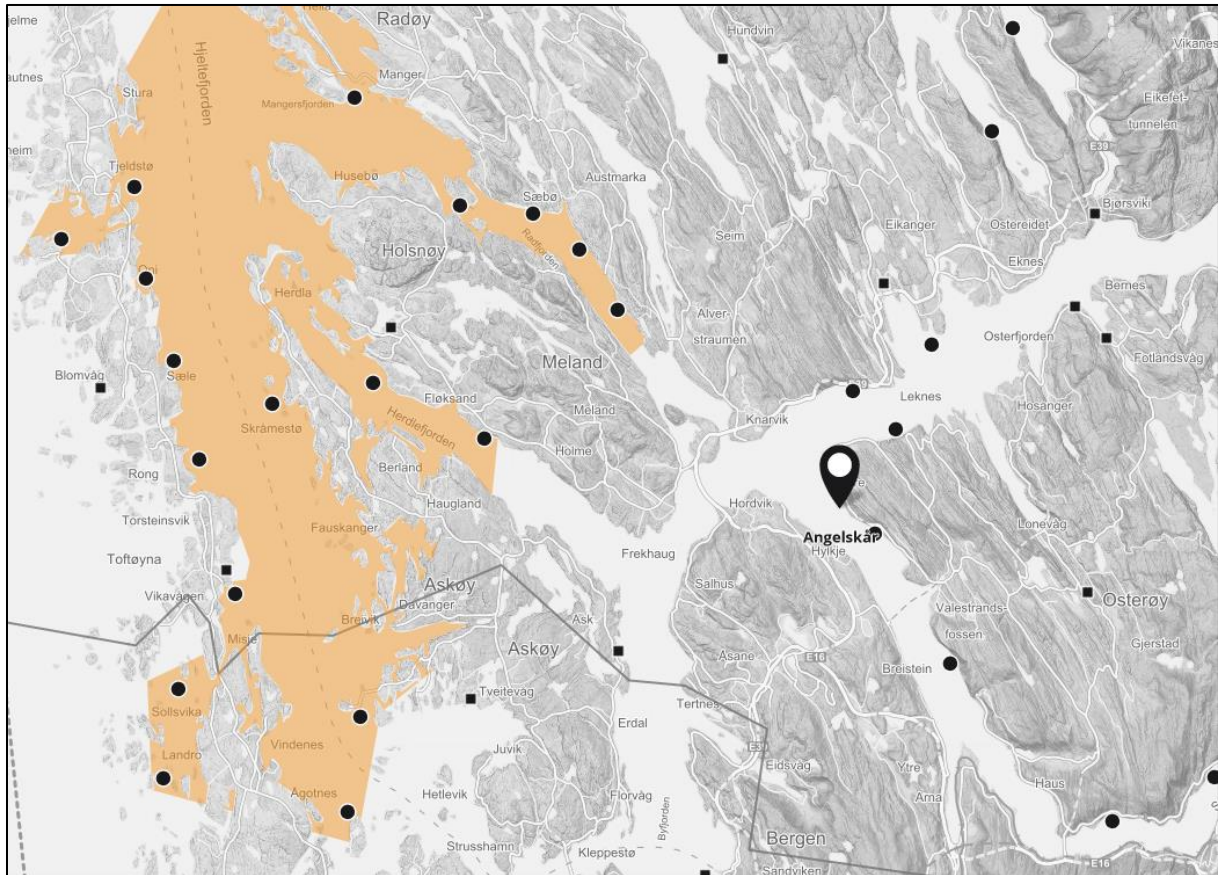 Radøy
Hundvin
Vikanes
Hjeltefjorden
Manger
Stura
Mangersfjorden
Eikefet-
tunnelen
E39
Tjeldstø
Husebø
Austmarka
Sæbø
Bjørsvik
Eikanger
Ostereidet
Radfjorden
Seim
Holsnøy
Eknes
Herdla
Bernes
Alver-
straumen
Osterfjorden
Fotlandsvåg
Meland
Blomvåg
Sæle
Fløksand
Leknes
Hosanger
Skråmestø
Meland
Knarvik
Herdlefjorden
Holme
Rong
Berland
Haugland
Hordvik
Torsteinsvik
Fauskanger
Lonevåg
Angelskår
Hylkje
Frekhaug
Toftøyna
Askøy
Salhus
Vikavågen
Davanger
Osterøy
Valestrands-
fossen
Breivik
Ask
Misje
Gjerstad
Askøy
Åsane
E16
Breistein
Sollsvika
Tveitevåg
Tertnes
Erdal
Vindenes
Juvik
E39
Landro
Eidsvåg
Ytre
Arna
Haus
Ågotnes
Hetlevik
Florvåg
Byfjorden
Bergen
Strusshamn
Kleppestø
Sandviken
E16